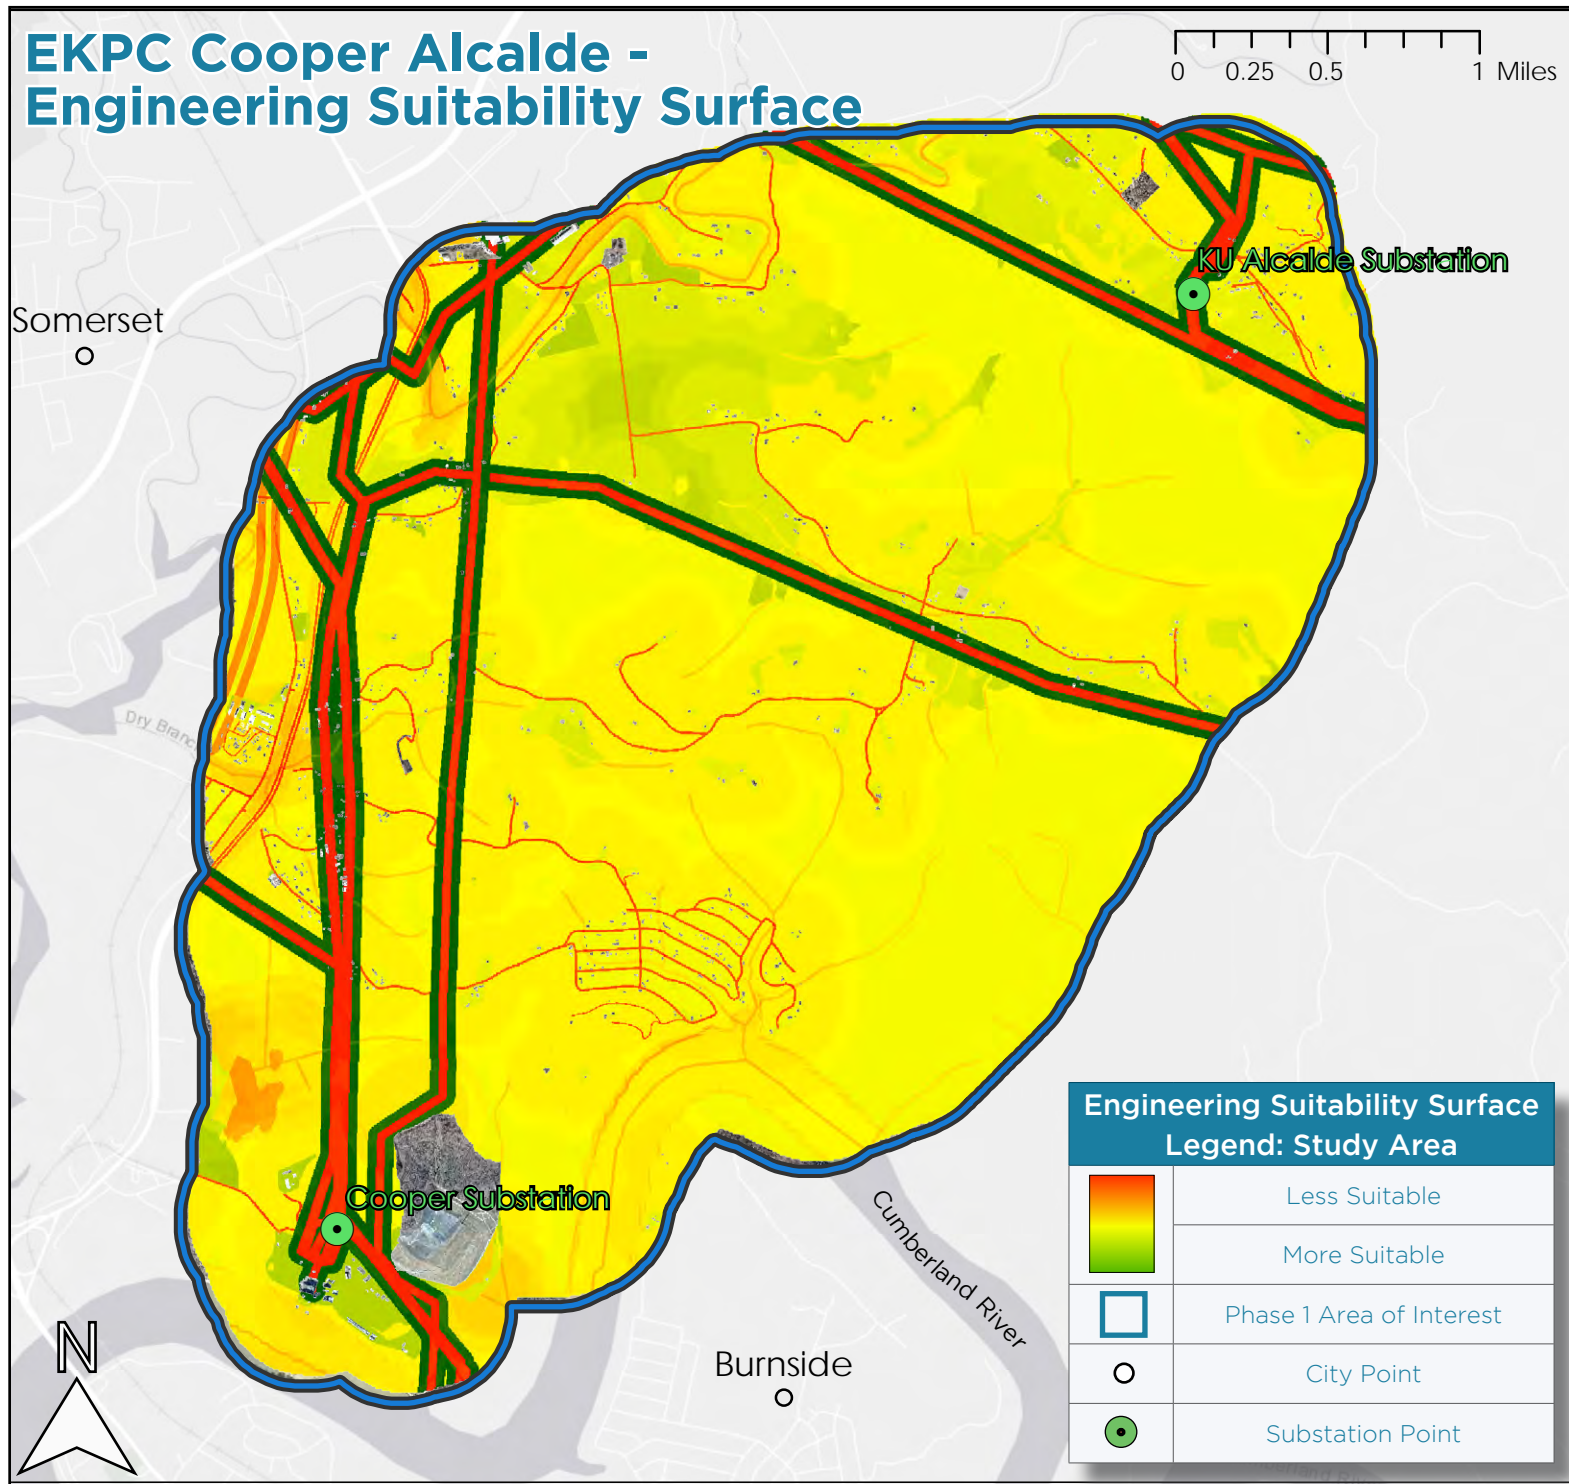 EKPC Cooper Alcalde -
Engineering Suitability Surface
0 0.25 0.5 1 Miles
KU Alcalde Substation
Somerset
Dry Branc
Cooper Substation
Cumberland River
Burnside
N
Engineering Suitability Surface
Legend: Study Area
Less Suitable
More Suitable
Phase 1 Area of Interest
City Point
Substation Point